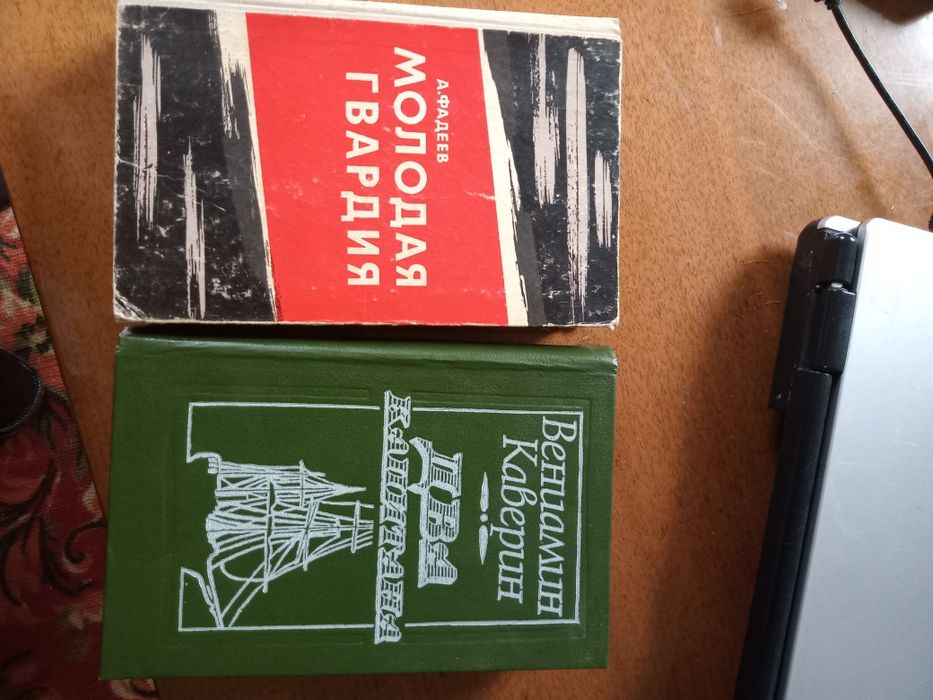 А. ФАДЕЕВ
МОЛОДАЯ
ГВАРДИЯ
Вениамин
Каверин
ДВА
КАПИТАНА